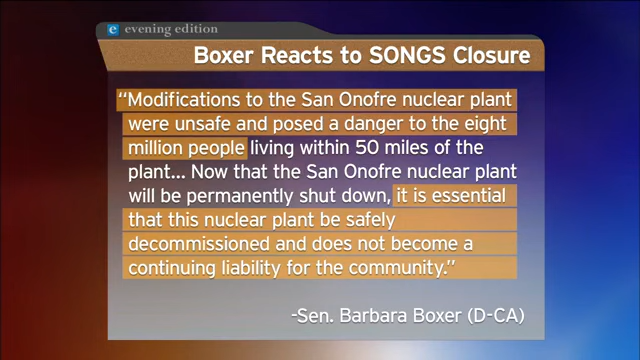 e evening edition
Boxer Reacts to SONGS Closure
“Modifications to the San Onofre nuclear plant
were unsafe and posed a danger to the eight
million people living within 50 miles of the
plant... Now that the San Onofre nuclear plant
will be permanently shut down, it is essential
that this nuclear plant be safely
decommissioned and does not become a
continuing liability for the community.”
-Sen. Barbara Boxer (D-CA)